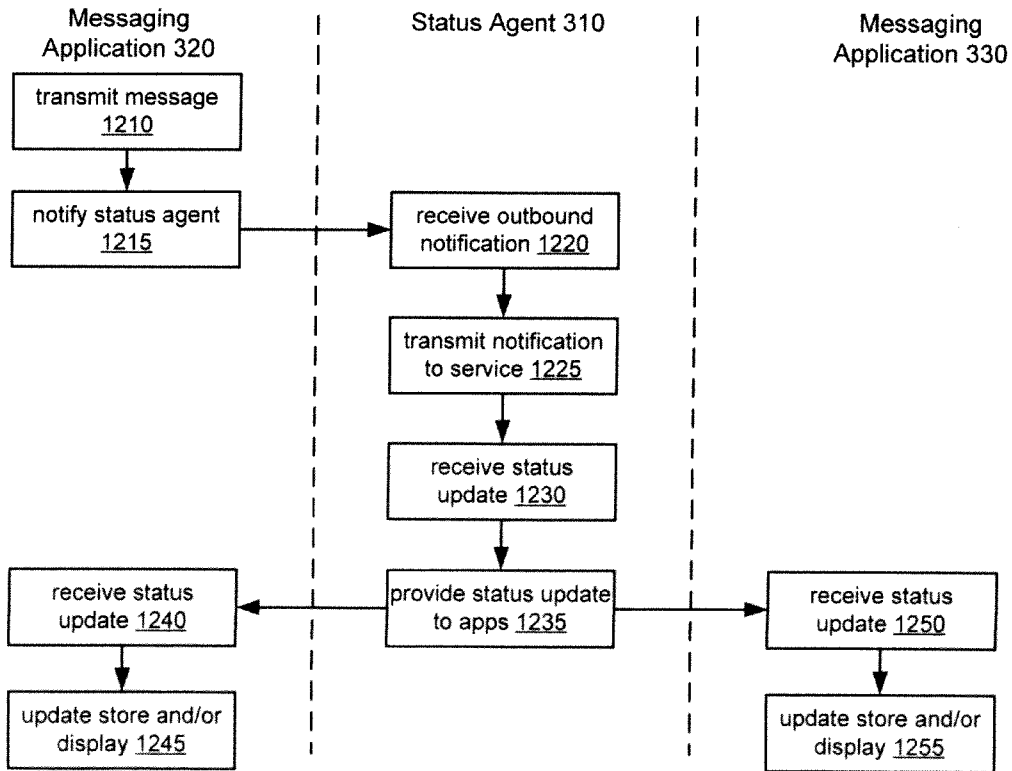 Messaging
Application 320
Status Agent 310
Messaging
Application 330
transmit message
1210
notify status agent
1215
receive outbound
notification 1220
transmit notification
to service 1225
receive status
update 1230
provide status update
to apps 1235
receive status
update 1240
update store and/or
display 1245
receive status
update 1250
update store and/or
display 1255